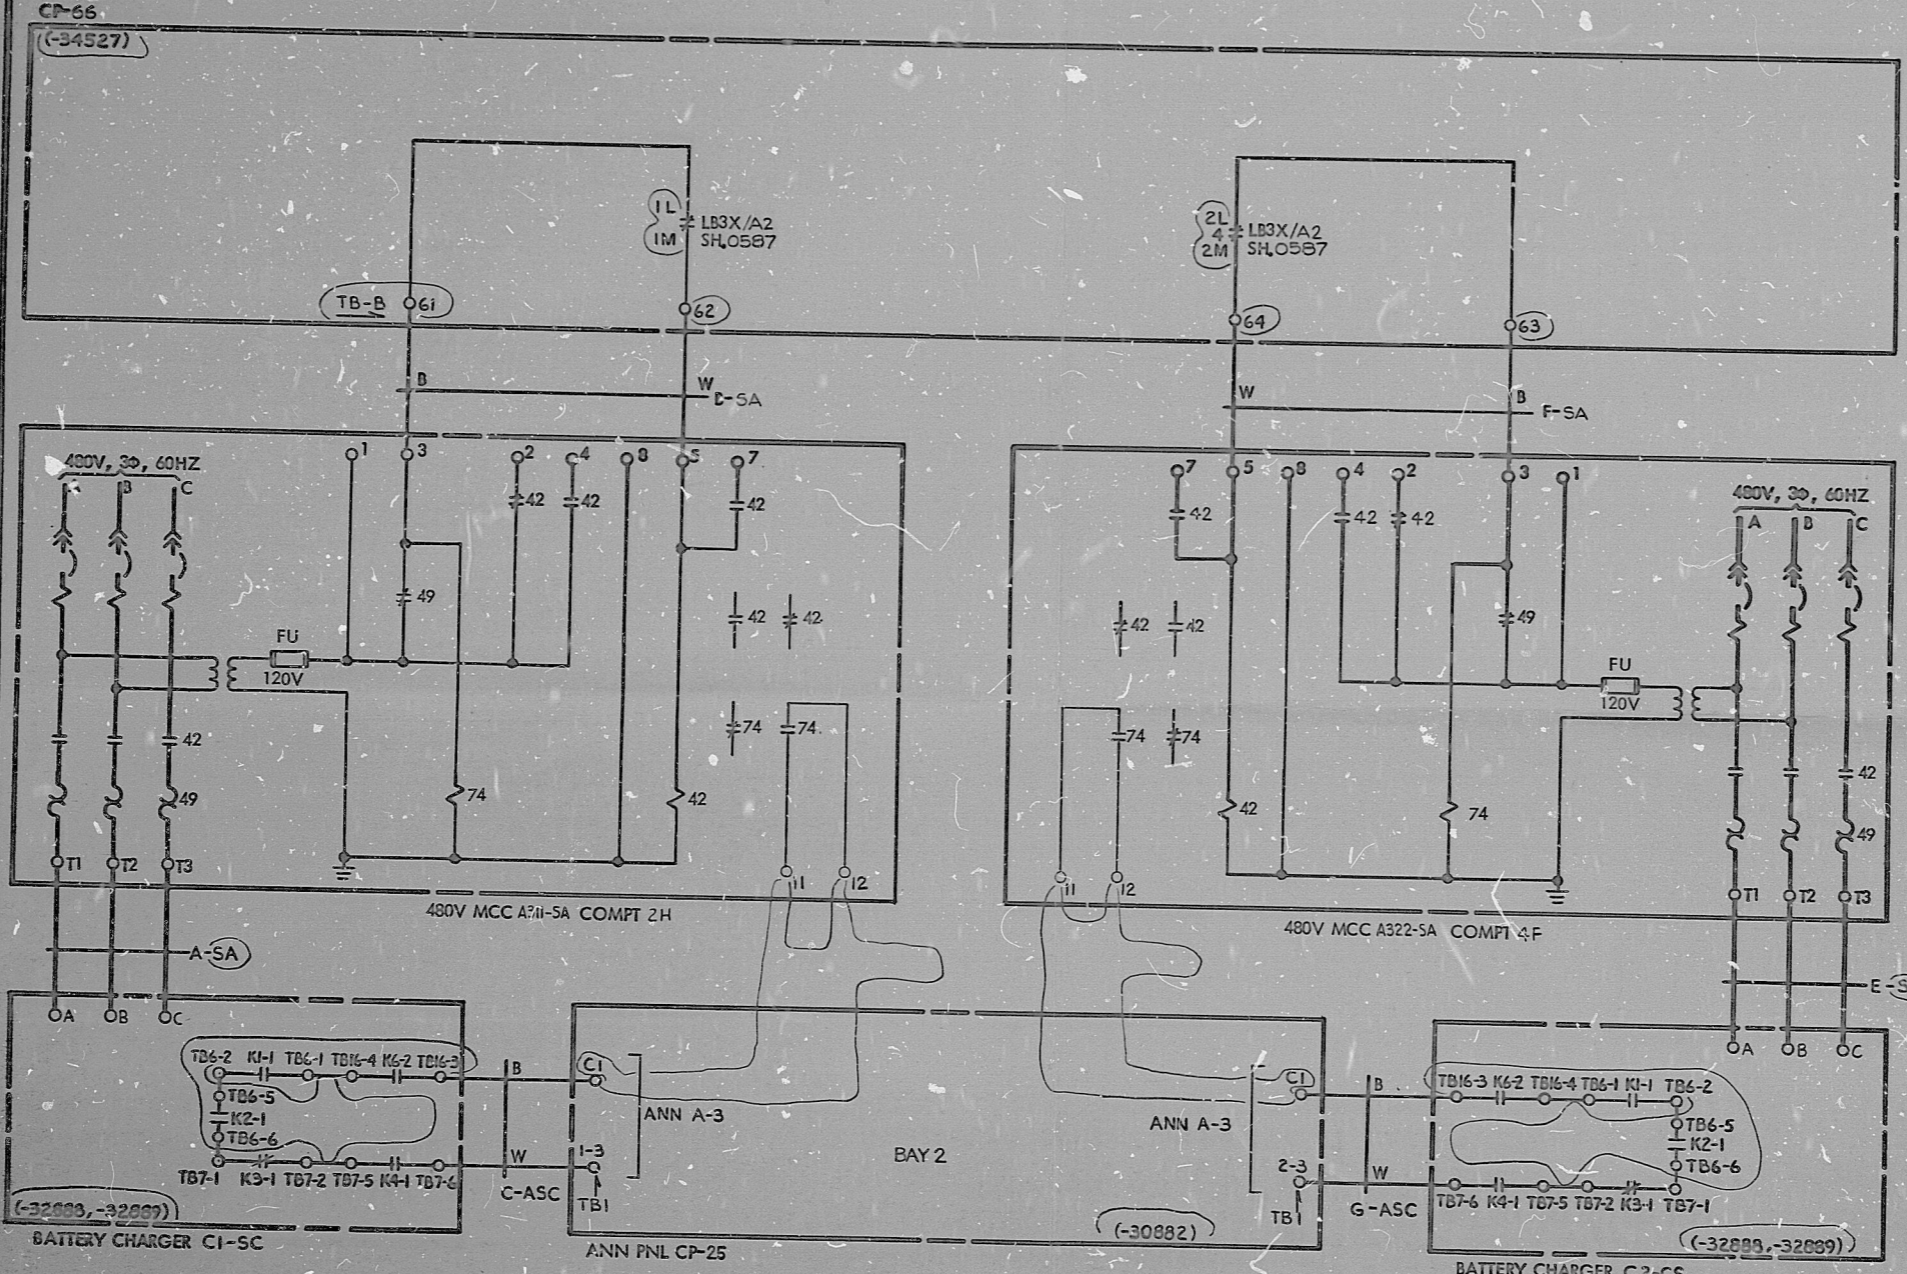 CP-66
(-34527)
1L
1M
LB3X/A2
SH.0587
2L
4
2M
LB3X/A2
SH.0587
TB-B
61
62
64
63
B
W
W
B
F-SA
480V, 3Φ, 60HZ
A
B
C
1
3
2
4
8
5
7
42
42
42
49
42
42
FU
120V
74
74
42
49
74
42
T1
T2
T3
11
12
480V MCC A311-SA COMPT 2H
7
5
8
4
2
3
1
480V, 3Φ, 60HZ
A
B
C
42
42
42
42
42
49
FU
120V
74
74
42
74
42
49
11
12
T1
T2
T3
480V MCC A322-SA COMPT 4F
A-SA
A
B
C
TB6-2
K1-1
TB6-1
TB16-4
K6-2
TB16-3
TB6-5
K2-1
TB6-6
TB7-1
K3-1
TB7-2
TB7-5
K4-1
TB7-6
(-32888,-32889)
BATTERY CHARGER C1-SC
B
W
C-ASC
C1
ANN A-3
1-3
TB1
BAY 2
ANN A-3
C1
2-3
TB1
(-30882)
ANN PNL CP-25
B
W
G-ASC
A
B
C
TB16-3
K6-2
TB16-4
TB6-1
K1-1
TB6-2
TB6-5
K2-1
TB6-6
TB7-6
K4-1
TB7-5
TB7-2
K3-1
TB7-1
(-32888,-32889)
BATTERY CHARGER